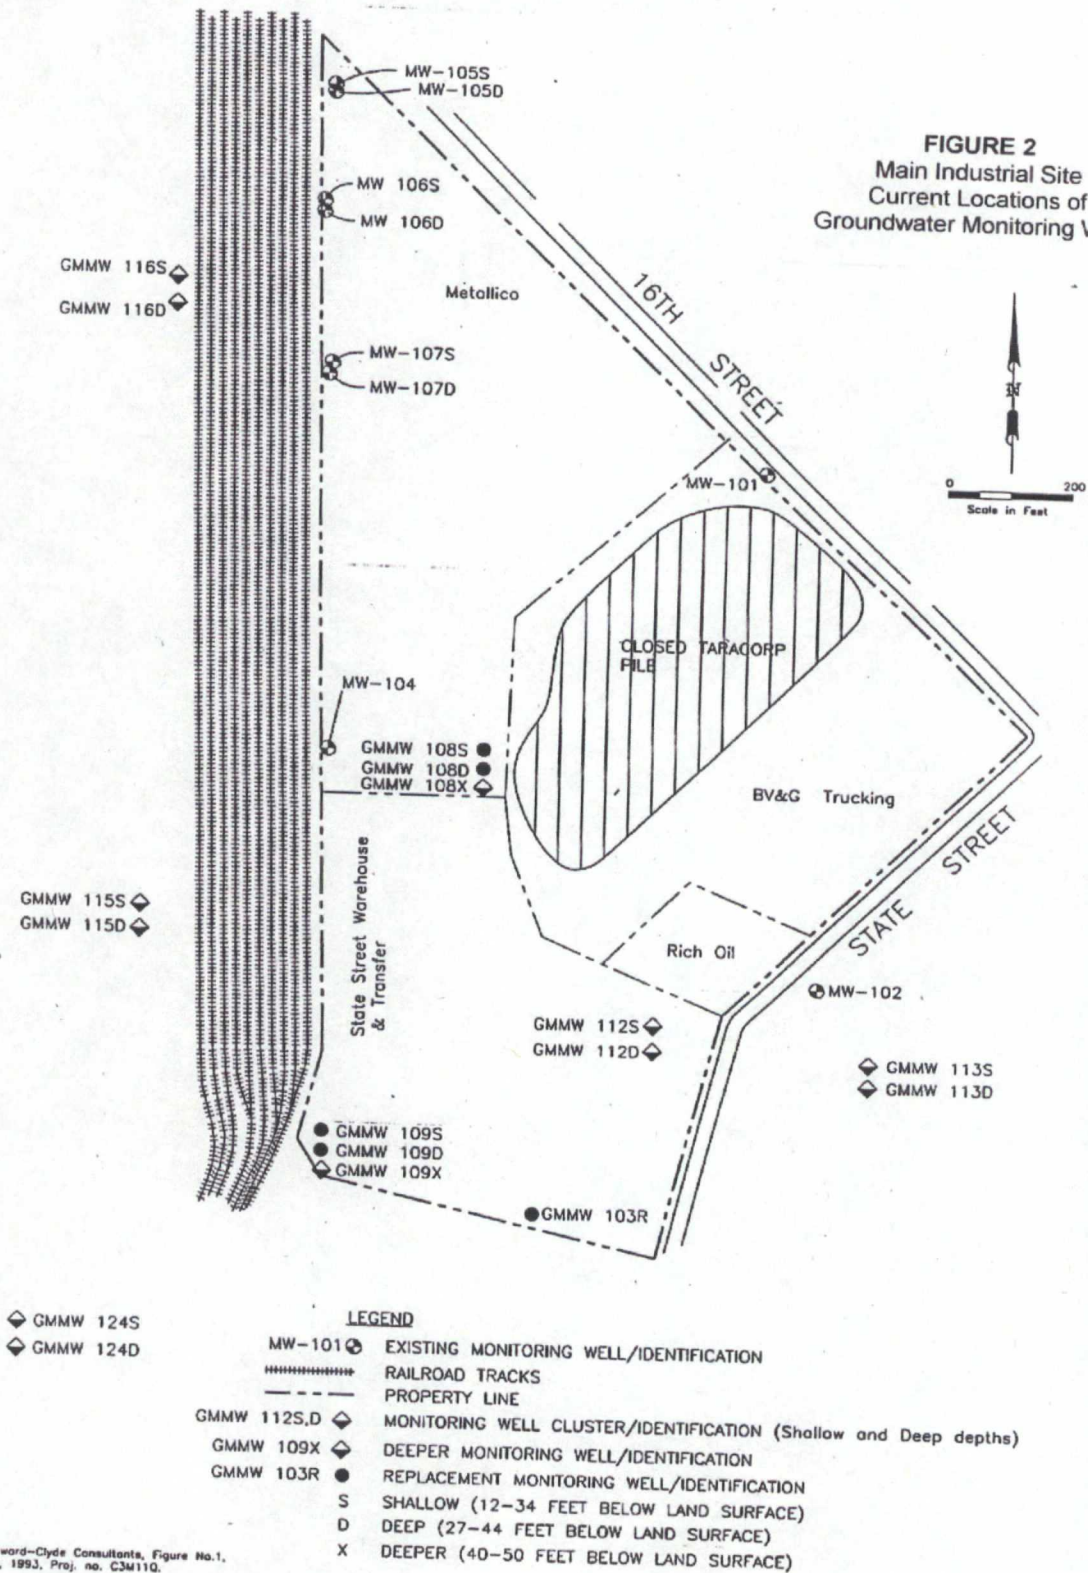 MW-105S
MW-105D
FIGURE 2
Main Industrial Site
Current Locations of
Groundwater Monitoring
MW 106S
MW 106D
GMMW 116S
GMMW 116D
Metallico
16TH STREET
MW-107S
MW-107D
N
0 200
Scale in Feet
MW-101
CLOSED TARACORP
PILE
MW-104
GMMW 108S
GMMW 108D
GMMW 108X
BV&G Trucking
STATE STREET
GMMW 115S
GMMW 115D
State Street Warehouse
& Transfer
Rich Oil
MW-102
GMMW 112S
GMMW 112D
GMMW 113S
GMMW 113D
GMMW 109S
GMMW 109D
GMMW 109X
GMMW 103R
GMMW 124S
GMMW 124D
LEGEND
MW-101 EXISTING MONITORING WELL/IDENTIFICATION
RAILROAD TRACKS
PROPERTY LINE
GMMW 112S,D MONITORING WELL CLUSTER/IDENTIFICATION (Shallow and Deep depths)
GMMW 109X DEEPER MONITORING WELL/IDENTIFICATION
GMMW 103R REPLACEMENT MONITORING WELL/IDENTIFICATION
S SHALLOW (12-34 FEET BELOW LAND SURFACE)
D DEEP (27-44 FEET BELOW LAND SURFACE)
X DEEPER (40-50 FEET BELOW LAND SURFACE)
ward-Clyde Consultants, Figure No.1,
, 1993, Proj. no. C3M11Q.